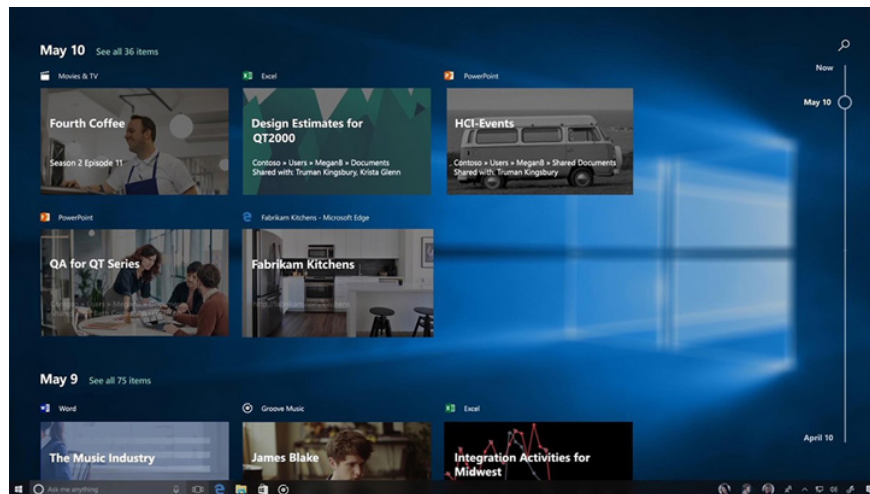 May 10 See all 36 items
Now
May 10
Movies & TV
Excel
PowerPoint
Fourth Coffee
Season 2 Episode 11
Design Estimates for
QT2000
Contoso » Users » MeganB » Documents
Shared with: Truman Kingsbury, Krista Glenn
HCI-Events
Contoso » Users » MeganB » Shared Documents
Shared with: Truman Kingsbury
PowerPoint
Fabrikam Kitchens - Microsoft Edge
QA for QT Series
Fabrikam Kitchens
May 9 See all 75 items
Word
Groove Music
Excel
The Music Industry
James Blake
Integration Activities for
Midwest
April 10
Ask me anything